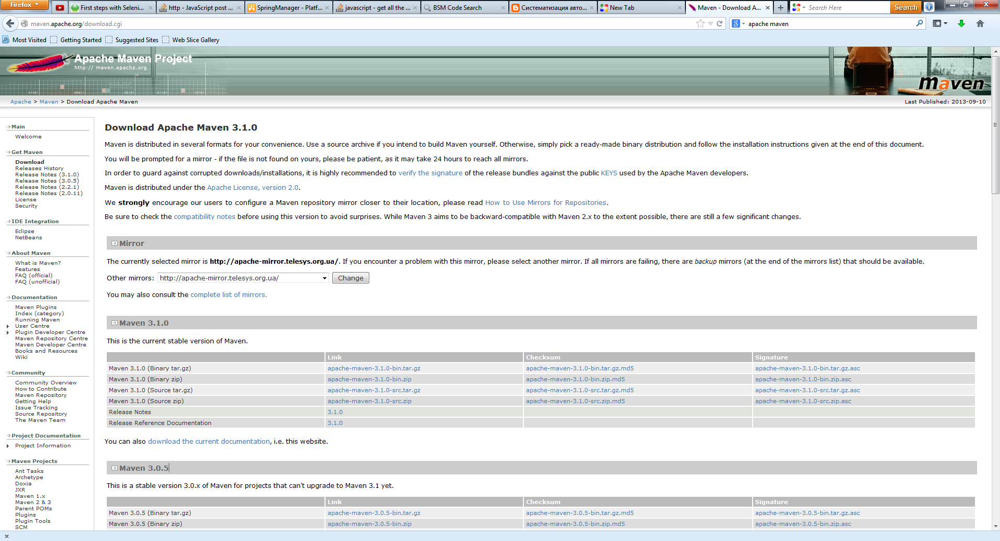 Firefox
First steps with Seleni...
http - JavaScript post ...
SpringManager - Platf...
javascript - get all the ...
BSM Code Search
Систематизация авто...
New Tab
Maven - Download A...
Search Here
Search
maven.apache.org/download.cgi
apache maven
Most Visited
Getting Started
Suggested Sites
Web Slice Gallery
Apache Maven Project
http:// maven.apache.org
maven
Apache > Maven > Download Apache Maven
Last Published: 2013-09-10
Main
Welcome
Get Maven
Download
Releases History
Release Notes (3.1.0)
Release Notes (3.0.5)
Release Notes (2.2.1)
Release Notes (2.0.11)
License
Security
IDE Integration
Eclipse
NetBeans
About Maven
What is Maven?
Features
FAQ (official)
FAQ (unofficial)
Documentation
Maven Plugins
Index (category)
Running Maven
User Centre
Plugin Developer Centre
Maven Repository Centre
Maven Developer Centre
Books and Resources
Wiki
Community
Community Overview
How to Contribute
Maven Repository
Getting Help
Issue Tracking
Source Repository
The Maven Team
Project Documentation
Project Information
Maven Projects
Ant Tasks
Archetype
Doxia
JXR
Maven 1.x
Maven 2 & 3
Parent POMs
Plugins
Plugin Tools
SCM
Download Apache Maven 3.1.0
Maven is distributed in several formats for your convenience. Use a source archive if you intend to build Maven yourself. Otherwise, simply pick a ready-made binary distribution and follow the installation instructions given at the end of this document.
You will be prompted for a mirror - if the file is not found on yours, please be patient, as it may take 24 hours to reach all mirrors.
In order to guard against corrupted downloads/installations, it is highly recommended to verify the signature of the release bundles against the public KEYS used by the Apache Maven developers.
Maven is distributed under the Apache License, version 2.0.
We strongly encourage our users to configure a Maven repository mirror closer to their location, please read How to Use Mirrors for Repositories.
Be sure to check the compatibility notes before using this version to avoid surprises. While Maven 3 aims to be backward-compatible with Maven 2.x to the extent possible, there are still a few significant changes.
Mirror
The currently selected mirror is http://apache-mirror.telesys.org.ua/. If you encounter a problem with this mirror, please select another mirror. If all mirrors are failing, there are backup mirrors (at the end of the mirrors list) that should be available.
Other mirrors: http://apache-mirror.telesys.org.ua/ Change
You may also consult the complete list of mirrors.
Maven 3.1.0
This is the current stable version of Maven.
Link Checksum Signature
Maven 3.1.0 (Binary tar.gz) apache-maven-3.1.0-bin.tar.gz apache-maven-3.1.0-bin.tar.gz.md5 apache-maven-3.1.0-bin.tar.gz.asc
Maven 3.1.0 (Binary zip) apache-maven-3.1.0-bin.zip apache-maven-3.1.0-bin.zip.md5 apache-maven-3.1.0-bin.zip.asc
Maven 3.1.0 (Source tar.gz) apache-maven-3.1.0-src.tar.gz apache-maven-3.1.0-src.tar.gz.md5 apache-maven-3.1.0-src.tar.gz.asc
Maven 3.1.0 (Source zip) apache-maven-3.1.0-src.zip apache-maven-3.1.0-src.zip.md5 apache-maven-3.1.0-src.zip.asc
Release Notes 3.1.0
Release Reference Documentation 3.1.0
You can also download the current documentation, i.e. this website.
Maven 3.0.5
This is a stable version 3.0.x of Maven for projects that can't upgrade to Maven 3.1 yet.
Link Checksum Signature
Maven 3.0.5 (Binary tar.gz) apache-maven-3.0.5-bin.tar.gz apache-maven-3.0.5-bin.tar.gz.md5 apache-maven-3.0.5-bin.tar.gz.asc
Maven 3.0.5 (Binary zip) apache-maven-3.0.5-bin.zip apache-maven-3.0.5-bin.zip.md5 apache-maven-3.0.5-bin.zip.asc